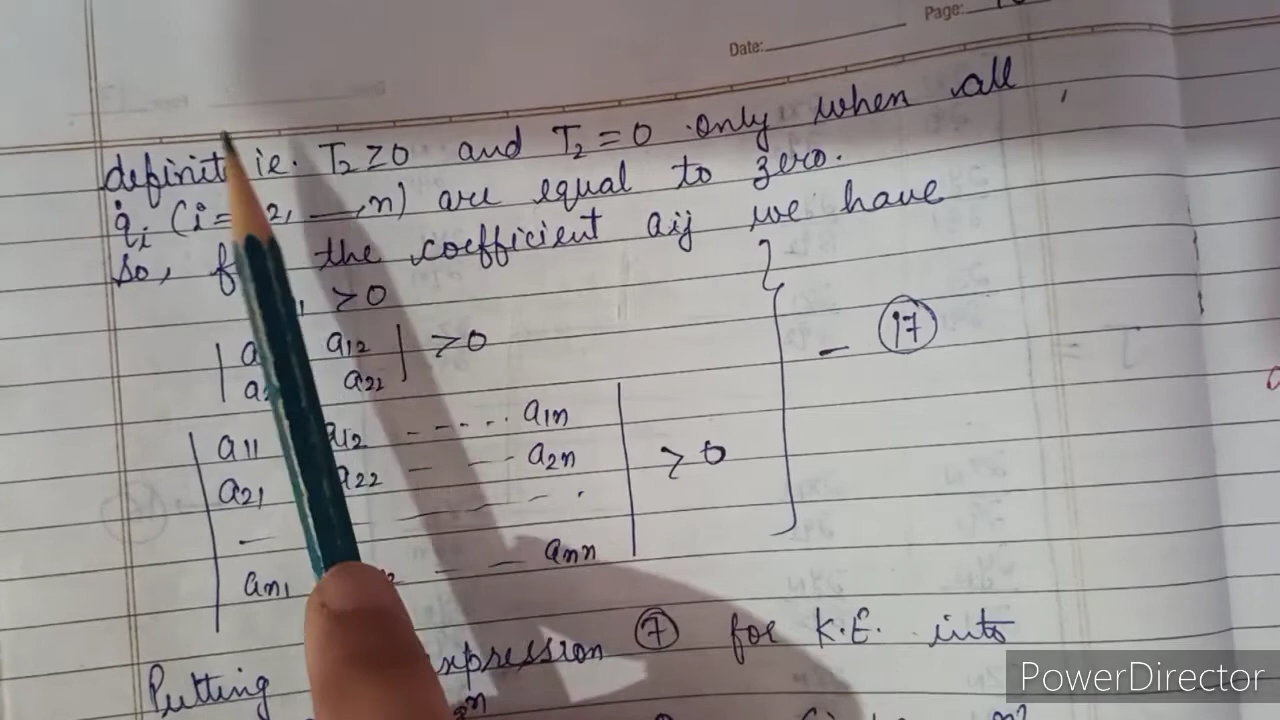 Page:
Date:
definit ie. T₂ ≥ 0 and T₂ = 0 only when all
q̇ᵢ (i = 2, —, n) are equal to zero.
so, the coefficient aij we have
> 0
a12 | > 0
a22
– (17)
a11 a12 - - - - - a1n
a21 a22 – — a2n > 0
— – ·
an1 – — ann
Putting expression (7) for K.E. into
PowerDirector